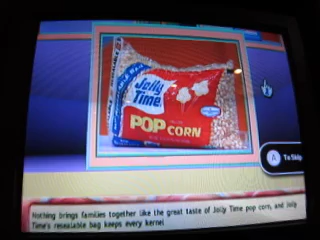 Jolly
Time
POP CORN
A To Skip
Nothing brings families together like the great taste of Jolly Time pop corn, and Jolly
Time's resealable bag keeps every kernel